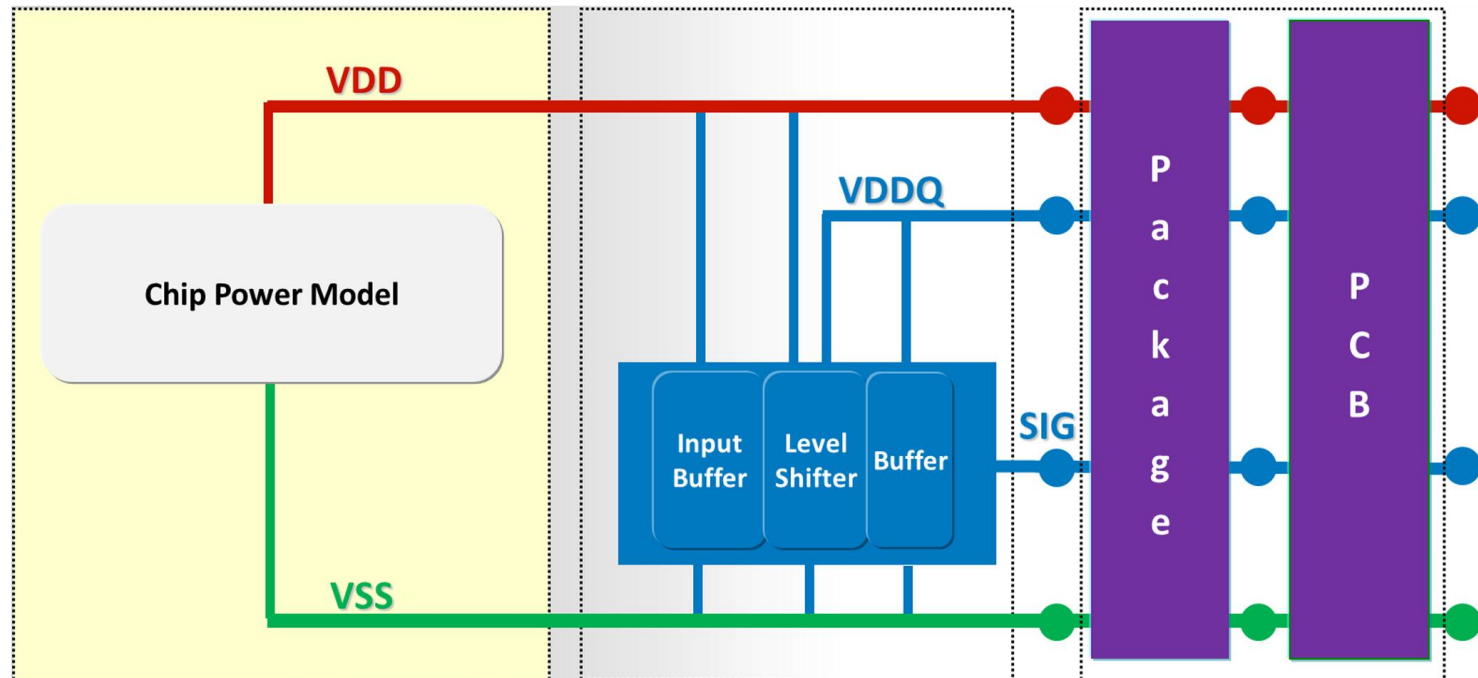 VDD
VDDQ
Chip Power Model
Input
Buffer
Level
Shifter
Buffer
SIG
VSS
P
a
c
k
a
g
e
P
C
B